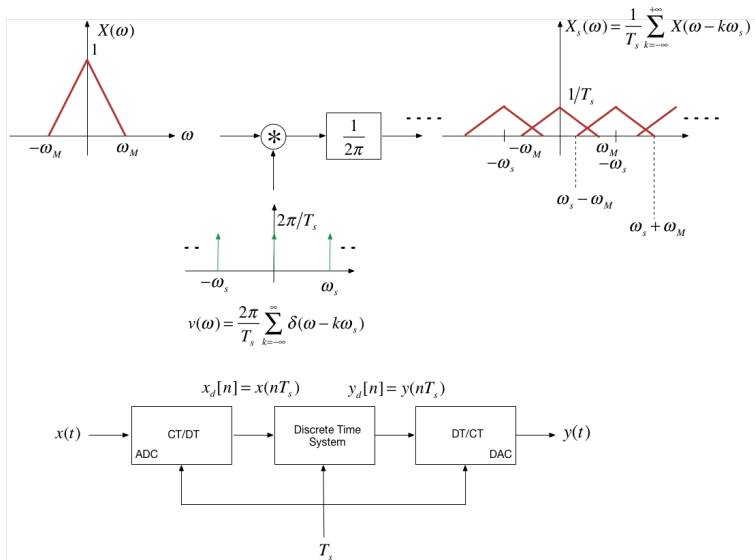 X(ω)
1
−ω_M
ω_M
ω
*
1/2π
X_s(ω) = 1/T_s ∑_{k=−∞}^{+∞} X(ω − kω_s)
1/T_s
−ω_s
−ω_M
ω_M
−ω_s
ω_s − ω_M
ω_s + ω_M
2π/T_s
−ω_s
ω_s
v(ω) = 2π/T_s ∑_{k=−∞}^{∞} δ(ω − kω_s)
x_d[n] = x(nT_s)
y_d[n] = y(nT_s)
x(t)
CT/DT
ADC
Discrete Time
System
DT/CT
DAC
y(t)
T_s